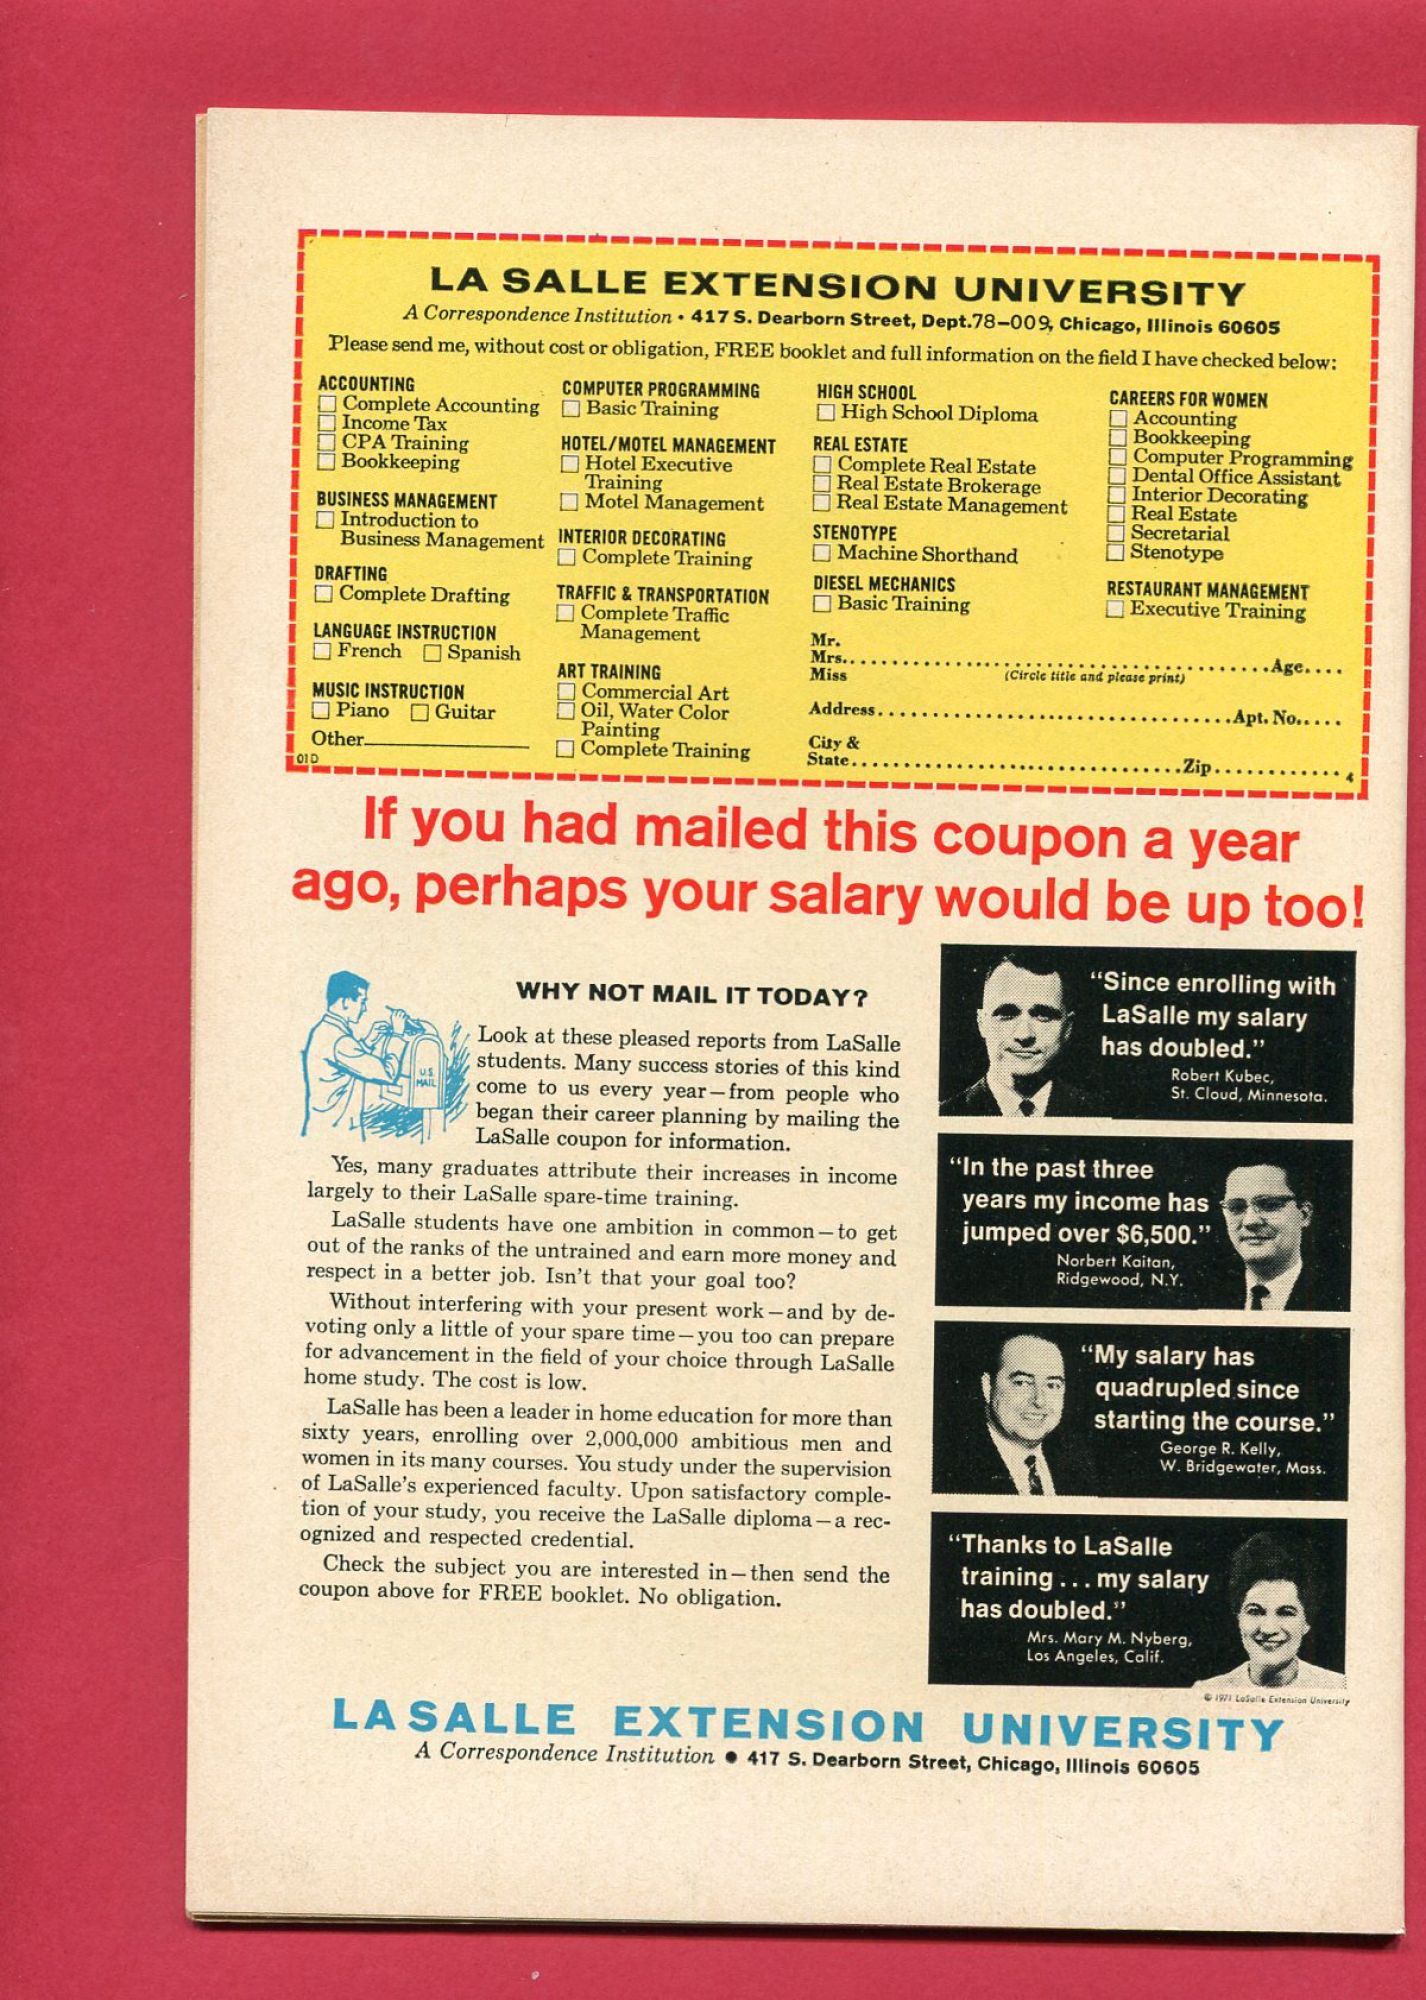 LA SALLE EXTENSION UNIVERSITY
A Correspondence Institution • 417 S. Dearborn Street, Dept.78-009, Chicago, Illinois 60605
Please send me, without cost or obligation, FREE booklet and full information on the field I have checked below:
ACCOUNTING
Complete Accounting
Income Tax
CPA Training
Bookkeeping
BUSINESS MANAGEMENT
Introduction to
Business Management
DRAFTING
Complete Drafting
LANGUAGE INSTRUCTION
French Spanish
MUSIC INSTRUCTION
Piano Guitar
Other
01D
COMPUTER PROGRAMMING
Basic Training
HOTEL/MOTEL MANAGEMENT
Hotel Executive
Training
Motel Management
INTERIOR DECORATING
Complete Training
TRAFFIC & TRANSPORTATION
Complete Traffic
Management
ART TRAINING
Commercial Art
Oil, Water Color
Painting
Complete Training
HIGH SCHOOL
High School Diploma
REAL ESTATE
Complete Real Estate
Real Estate Brokerage
Real Estate Management
STENOTYPE
Machine Shorthand
DIESEL MECHANICS
Basic Training
CAREERS FOR WOMEN
Accounting
Bookkeeping
Computer Programming
Dental Office Assistant
Interior Decorating
Real Estate
Secretarial
Stenotype
RESTAURANT MANAGEMENT
Executive Training
Mr.
Mrs. Age
Miss (Circle title and please print)
Address Apt. No.
City &
State Zip 4
If you had mailed this coupon a year
ago, perhaps your salary would be up too!
WHY NOT MAIL IT TODAY?
U.S.
MAIL
Look at these pleased reports from LaSalle
students. Many success stories of this kind
come to us every year—from people who
began their career planning by mailing the
LaSalle coupon for information.
Yes, many graduates attribute their increases in income
largely to their LaSalle spare-time training.
LaSalle students have one ambition in common—to get
out of the ranks of the untrained and earn more money and
respect in a better job. Isn't that your goal too?
Without interfering with your present work—and by de-
voting only a little of your spare time—you too can prepare
for advancement in the field of your choice through LaSalle
home study. The cost is low.
LaSalle has been a leader in home education for more than
sixty years, enrolling over 2,000,000 ambitious men and
women in its many courses. You study under the supervision
of LaSalle's experienced faculty. Upon satisfactory comple-
tion of your study, you receive the LaSalle diploma—a rec-
ognized and respected credential.
Check the subject you are interested in—then send the
coupon above for FREE booklet. No obligation.
"Since enrolling with
LaSalle my salary
has doubled."
Robert Kubec,
St. Cloud, Minnesota.
"In the past three
years my income has
jumped over $6,500."
Norbert Kaitan,
Ridgewood, N.Y.
"My salary has
quadrupled since
starting the course."
George R. Kelly,
W. Bridgewater, Mass.
"Thanks to LaSalle
training . . . my salary
has doubled."
Mrs. Mary M. Nyberg,
Los Angeles, Calif.
© 1971 LaSalle Extension University
LA SALLE EXTENSION UNIVERSITY
A Correspondence Institution ● 417 S. Dearborn Street, Chicago, Illinois 60605